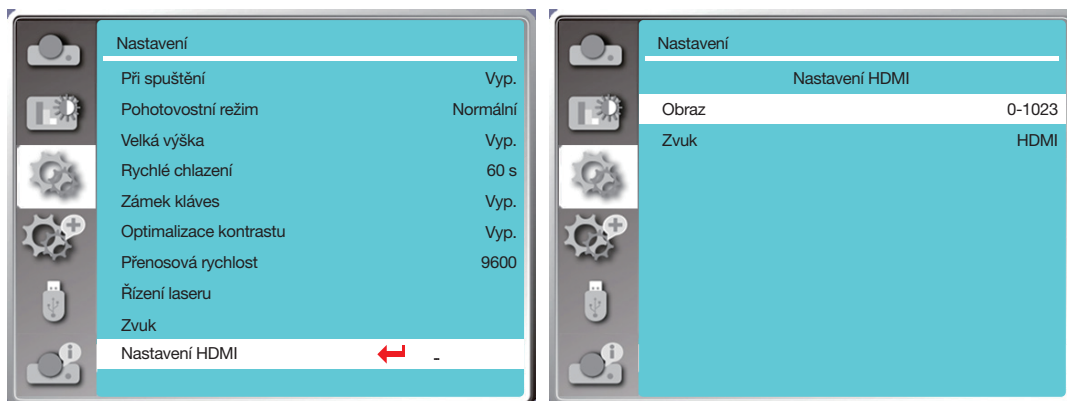 Nastavení
Při spuštění Vyp.
Pohotovostní režim Normální
Velká výška Vyp.
Rychlé chlazení 60 s
Zámek kláves Vyp.
Optimalizace kontrastu Vyp.
Přenosová rychlost 9600
Řízení laseru
Zvuk
Nastavení HDMI -
Nastavení
Nastavení HDMI
Obraz 0-1023
Zvuk HDMI